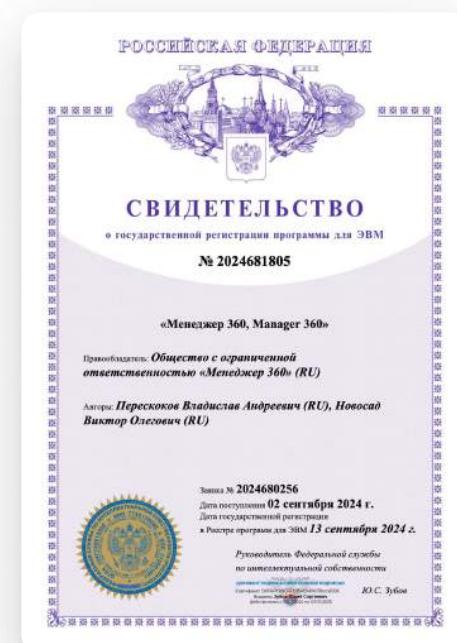 РОССИЙСКАЯ ФЕДЕРАЦИЯ
СВИДЕТЕЛЬСТВО
о государственной регистрации программы для ЭВМ
№ 2024681805
«Менеджер 360, Manager 360»
Правообладатель: Общество с ограниченной
ответственностью «Менеджер 360» (RU)
Авторы: Перескоков Владислав Андреевич (RU), Новосад
Виктор Олегович (RU)
Заявка № 2024680256
Дата поступления 02 сентября 2024 г.
Дата государственной регистрации
в Реестре программ для ЭВМ 13 сентября 2024 г.
Руководитель Федеральной службы
по интеллектуальной собственности
Ю.С. Зубов